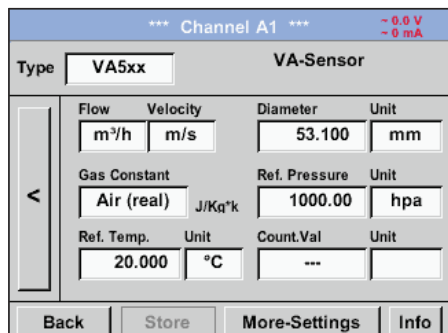 *** Channel A1 ***
~ 0.0 V
~ 0 mA
Type VA5xx VA-Sensor
Flow Velocity Diameter Unit
m³/h m/s 53.100 mm
Gas Constant Ref. Pressure Unit
< Air (real) J/Kg*k 1000.00 hpa
Ref. Temp. Unit Count.Val Unit
20.000 °C ---
Back Store More-Settings Info